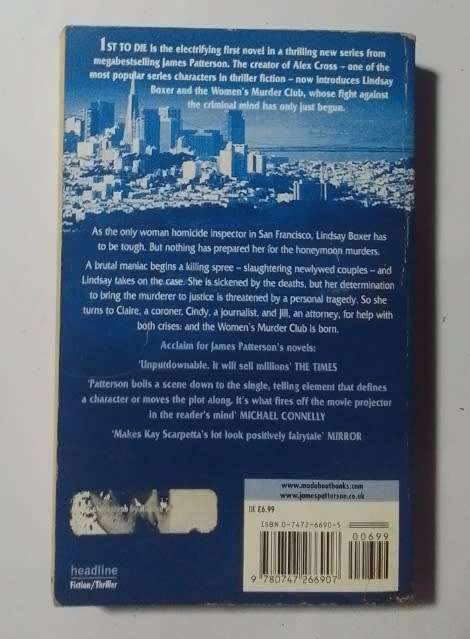 1ST TO DIE is the electrifying first novel in a thrilling new series from
megabestselling James Patterson. The creator of Alex Cross – one of the
most popular series characters in thriller fiction – now introduces Lindsay
Boxer and the Women's Murder Club, whose fight against
the criminal mind has only just begun.
As the only woman homicide inspector in San Francisco, Lindsay Boxer has
to be tough. But nothing has prepared her for the honeymoon murders.
A brutal maniac begins a killing spree – slaughtering newlywed couples – and
Lindsay takes on the case. She is sickened by the deaths, but her determination
to bring the murderer to justice is threatened by a personal tragedy. So she
turns to Claire, a coroner, Cindy, a journalist, and Jill, an attorney, for help with
both crises: and the Women's Murder Club is born.
Acclaim for James Patterson's novels:
'Unputdownable. It will sell millions' THE TIMES
'Patterson boils a scene down to the single, telling element that defines
a character or moves the plot along. It's what fires off the movie projector
in the reader's mind' MICHAEL CONNELLY
'Makes Kay Scarpetta's lot look positively fairytale' MIRROR
www.madaboutbooks.com
www.jamespatterson.co.uk
UK £6.99
ISBN 0-7472-6690-5
00699
9 780747 266907
headline
Fiction/Thriller